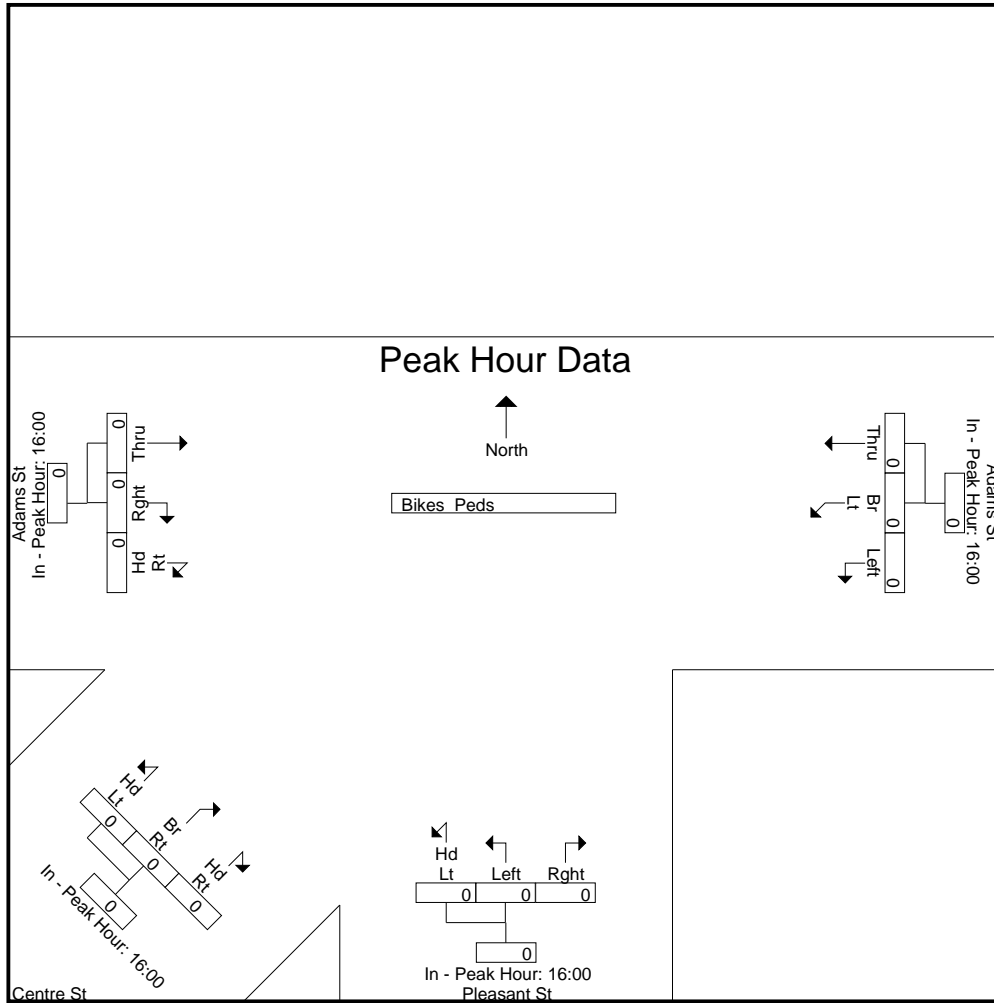 Peak Hour Data
North
Bikes Peds
Adams St
In - Peak Hour: 16:00
0
0
0
0
Thru
Rght
Hd
Rt
Adams St
In - Peak Hour: 16:00
0
0
0
0
Thru
Br
Lt
Left
Hd
Lt
Br
Rt
Hd
Rt
0
0
0
0
In - Peak Hour: 16:00
Centre St
Hd
Lt Left Rght
0 0 0
0
In - Peak Hour: 16:00
Pleasant St